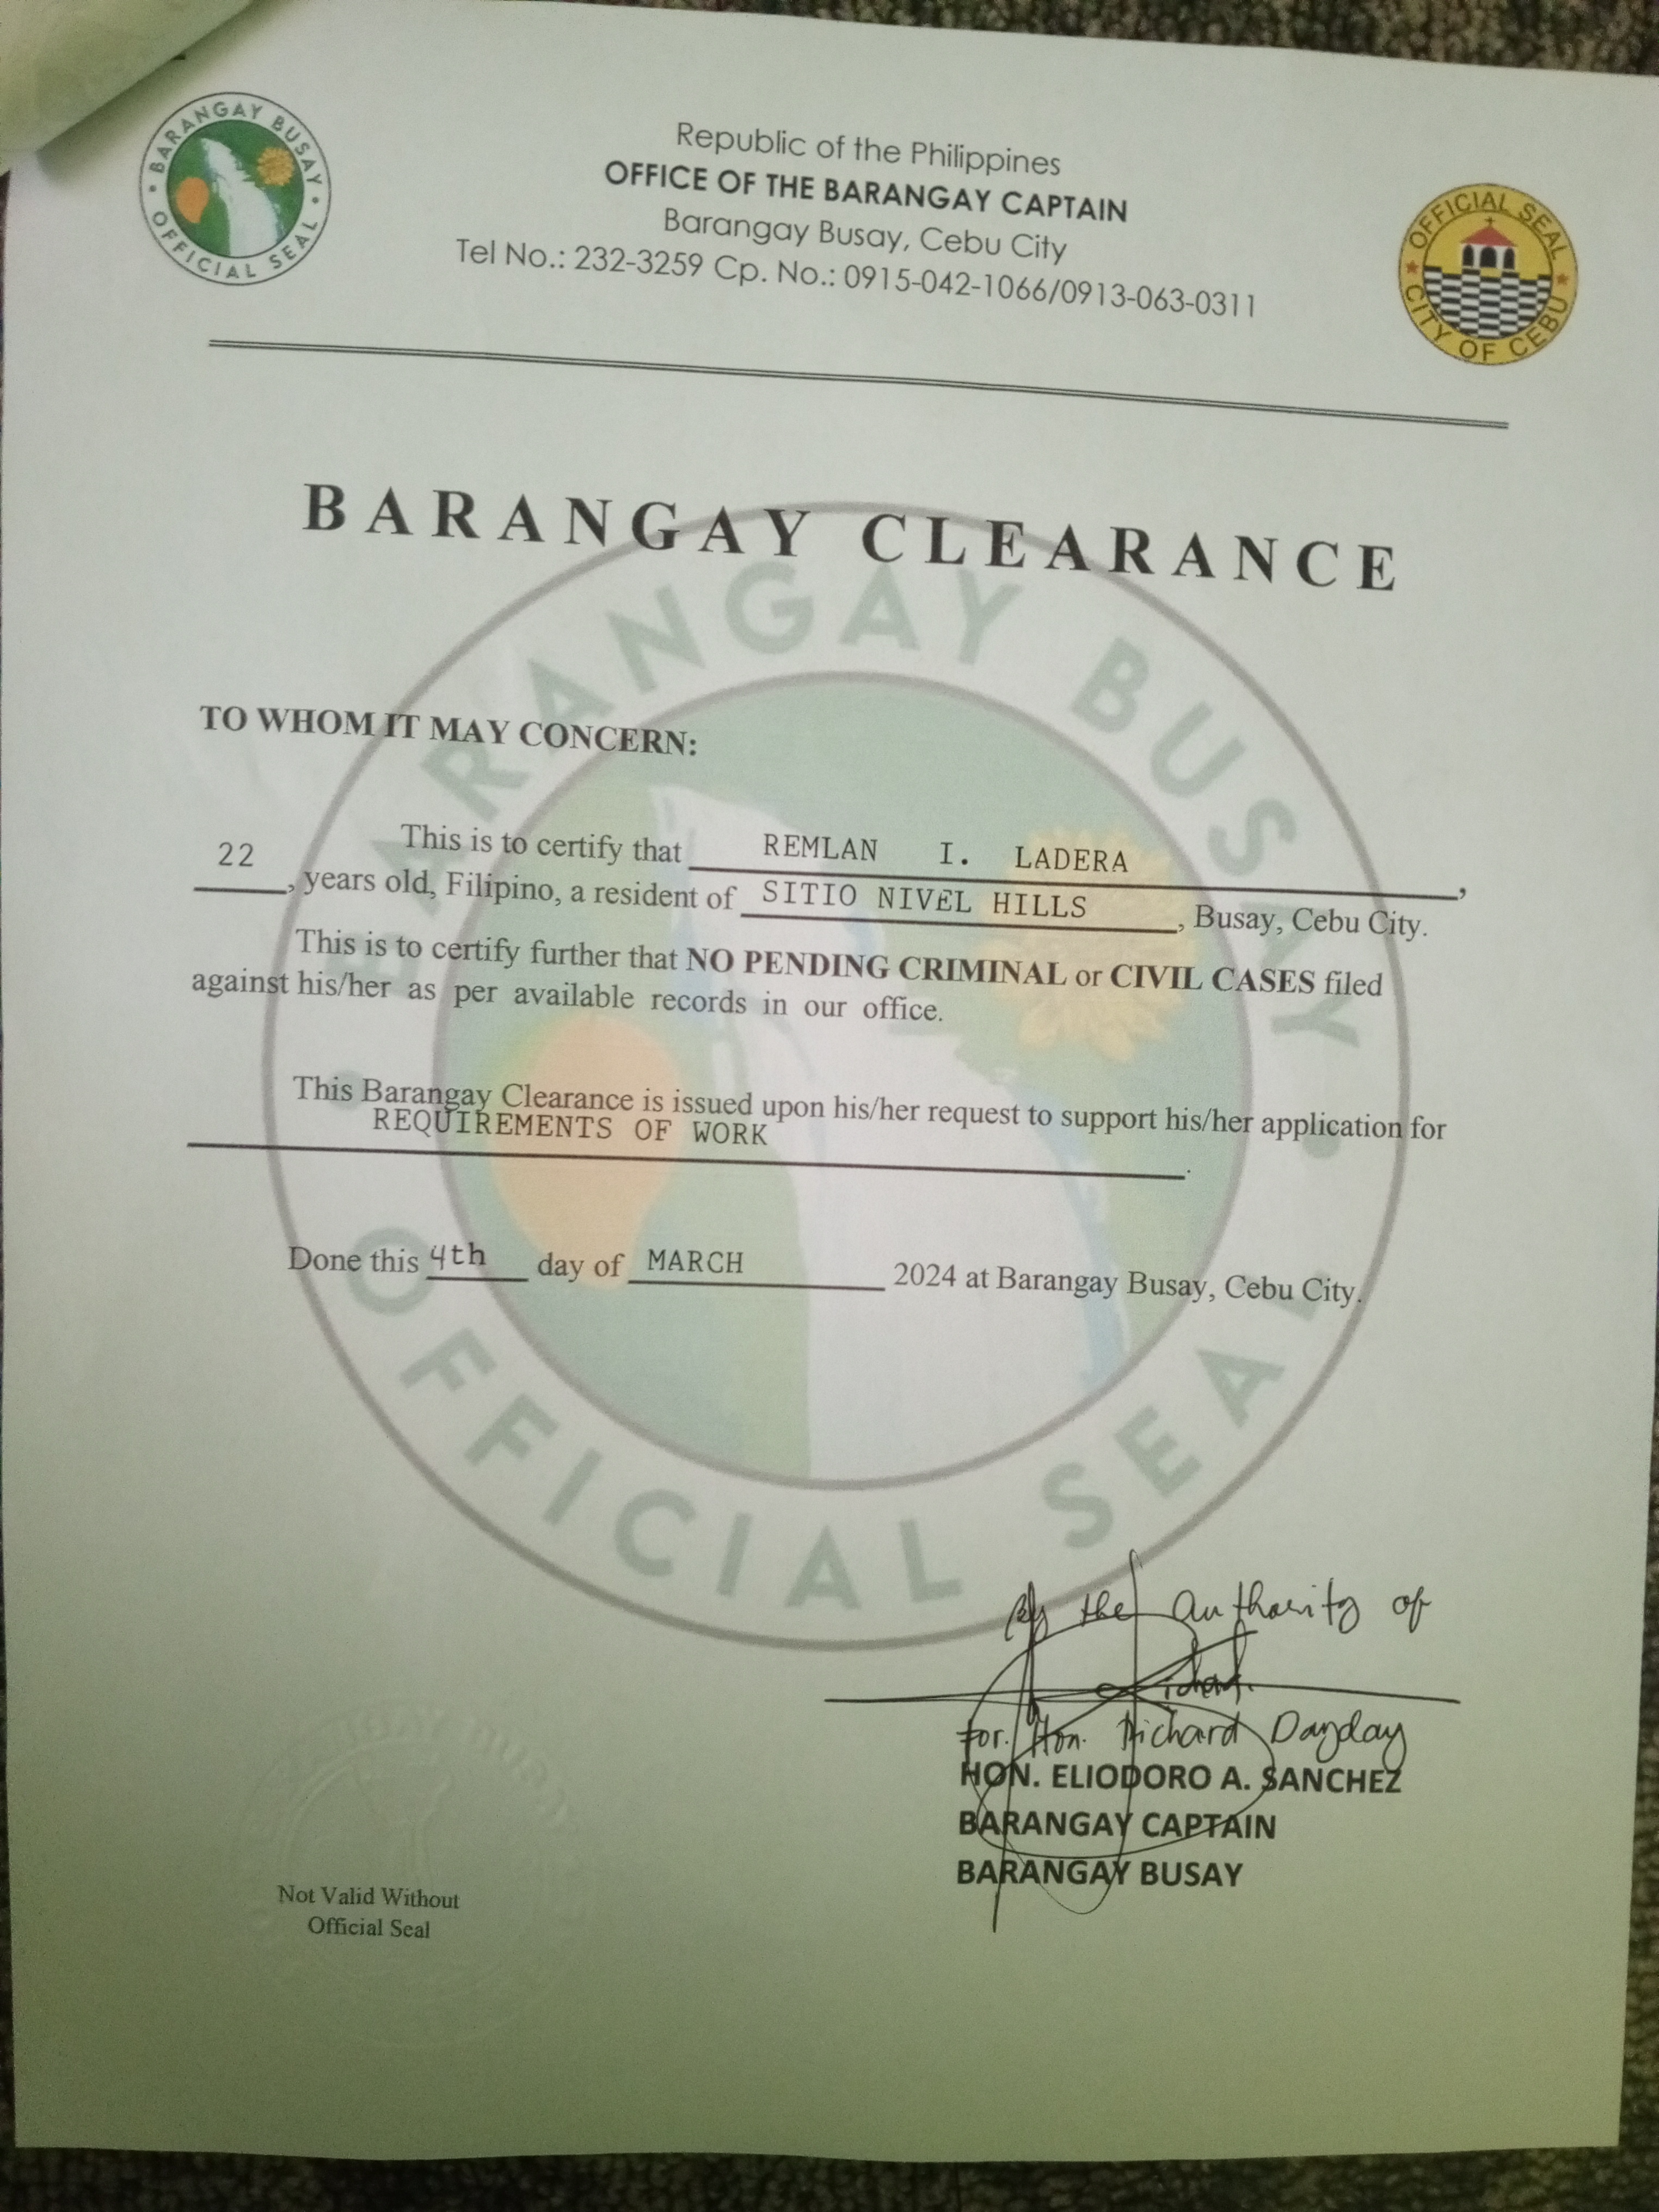 BARANGAY BUSAY
OFFICIAL SEAL
Republic of the Philippines
OFFICE OF THE BARANGAY CAPTAIN
Barangay Busay, Cebu City
Tel No.: 232-3259 Cp. No.: 0915-042-1066/0913-063-0311
OFFICIAL SEAL
CITY OF CEBU
BARANGAY CLEARANCE
BARANGAY BUSAY
OFFICIAL SEAL
TO WHOM IT MAY CONCERN:
This is to certify that REMLAN I. LADERA,
22, years old, Filipino, a resident of SITIO NIVEL HILLS, Busay, Cebu City.
This is to certify further that NO PENDING CRIMINAL or CIVIL CASES filed
against his/her as per available records in our office.
This Barangay Clearance is issued upon his/her request to support his/her application for
REQUIREMENTS OF WORK.
Done this 4th day of MARCH 2024 at Barangay Busay, Cebu City.
By the authority of
For. Hon. Richard Dayday
HON. ELIODORO A. SANCHEZ
BARANGAY CAPTAIN
BARANGAY BUSAY
BARANGAY BUSAY
Not Valid Without
Official Seal